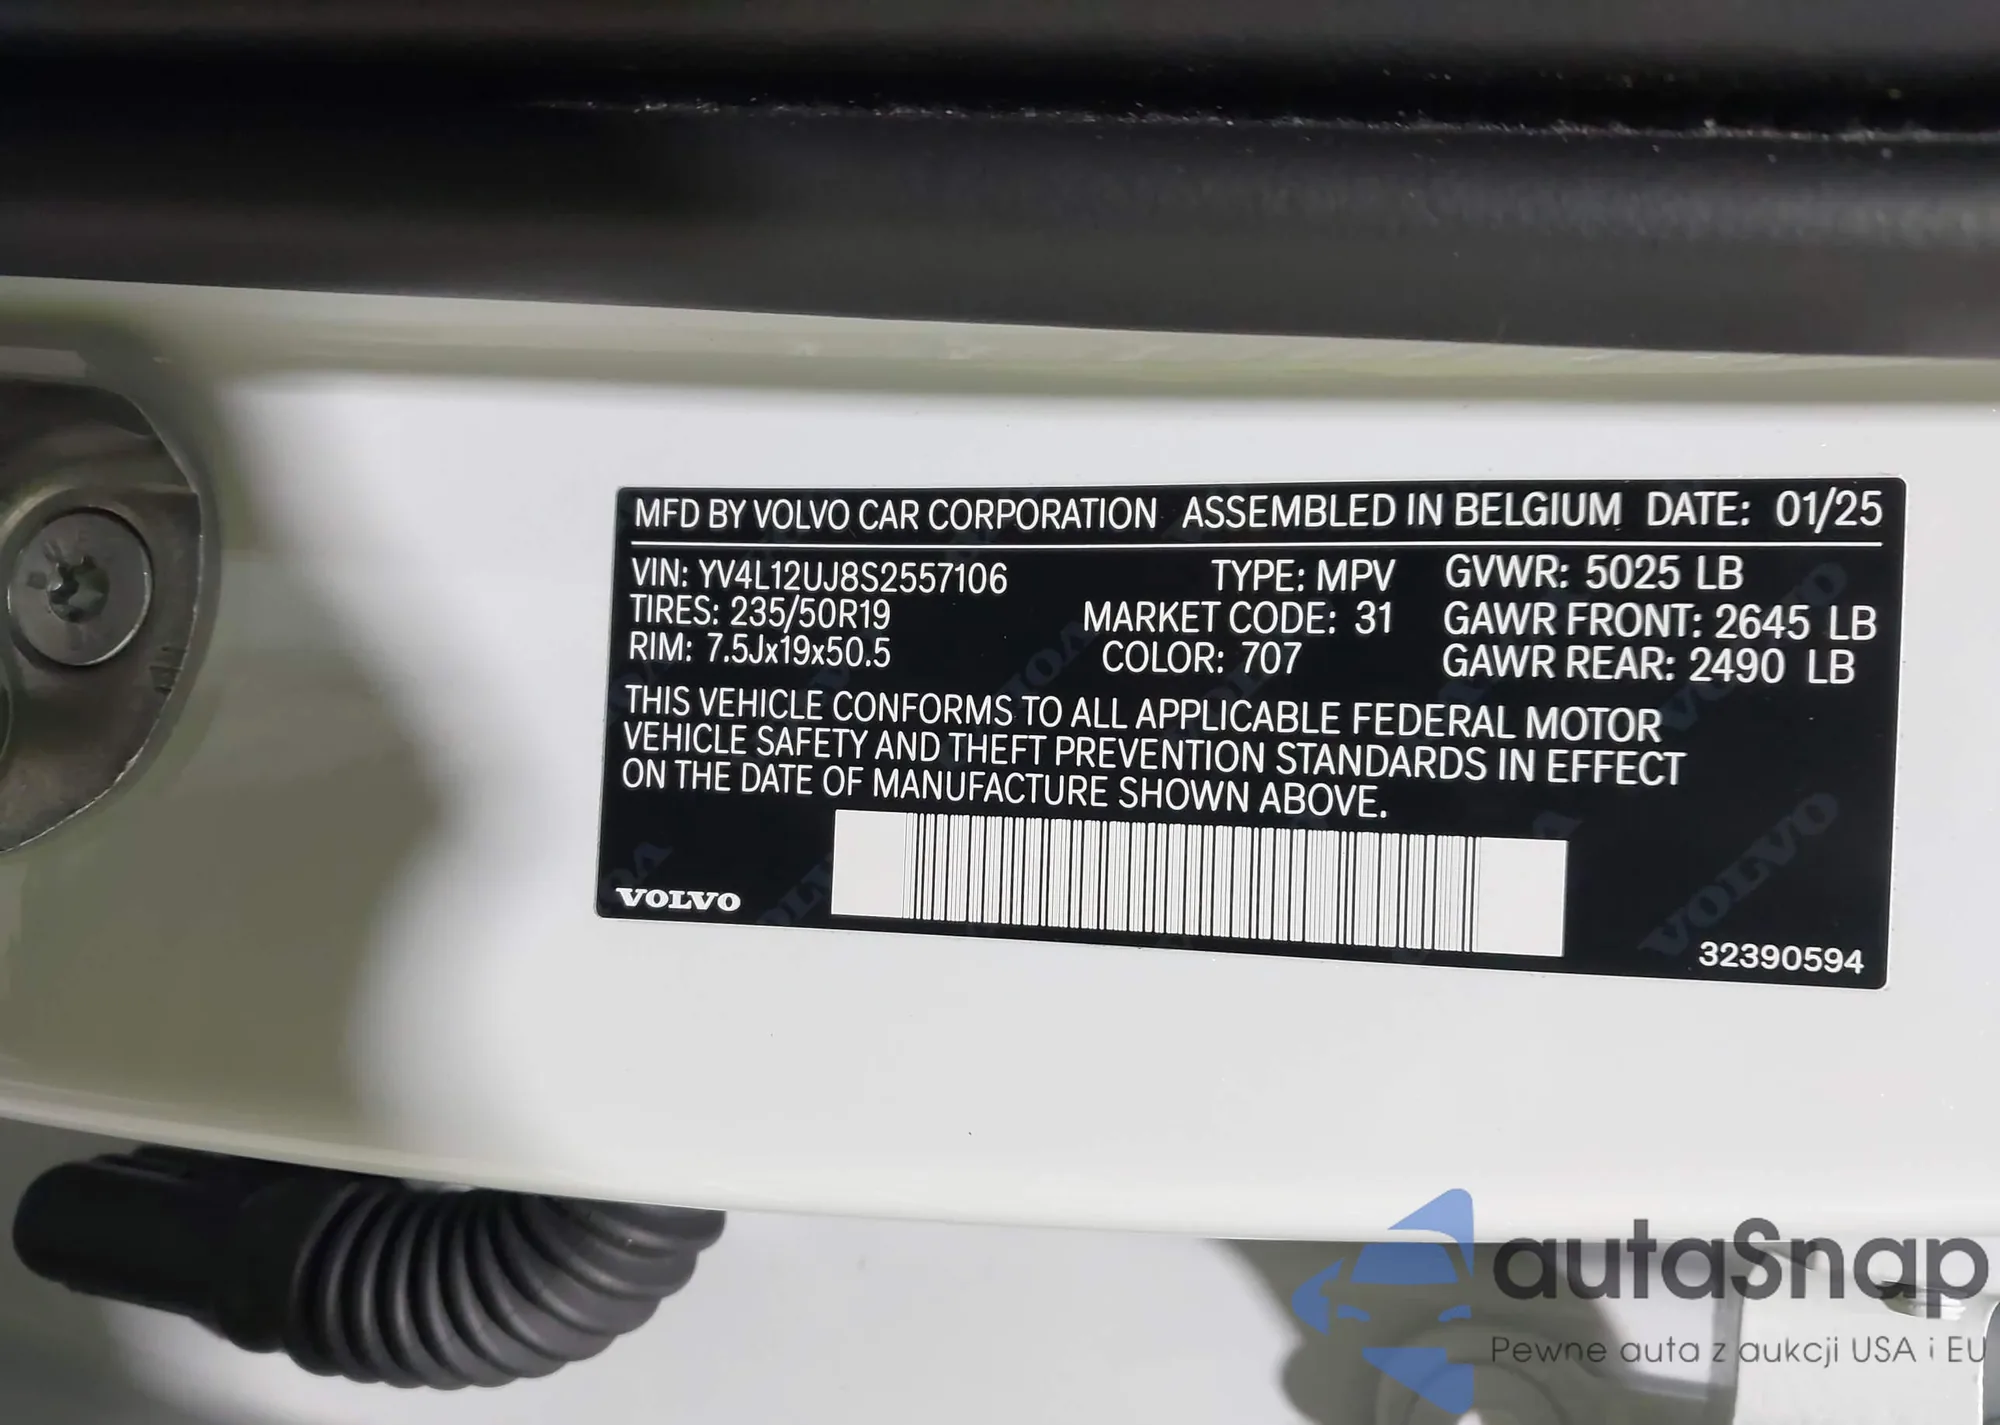 MFD BY VOLVO CAR CORPORATION ASSEMBLED IN BELGIUM DATE: 01/25
VIN: YV4L12UJ8S2557106 TYPE: MPV GVWR: 5025 LB
TIRES: 235/50R19 MARKET CODE: 31 GAWR FRONT: 2645 LB
RIM: 7.5Jx19x50.5 COLOR: 707 GAWR REAR: 2490 LB
THIS VEHICLE CONFORMS TO ALL APPLICABLE FEDERAL MOTOR
VEHICLE SAFETY AND THEFT PREVENTION STANDARDS IN EFFECT
ON THE DATE OF MANUFACTURE SHOWN ABOVE.
VOLVO
32390594
autaSnap
Pewne auta z aukcji USA i EU